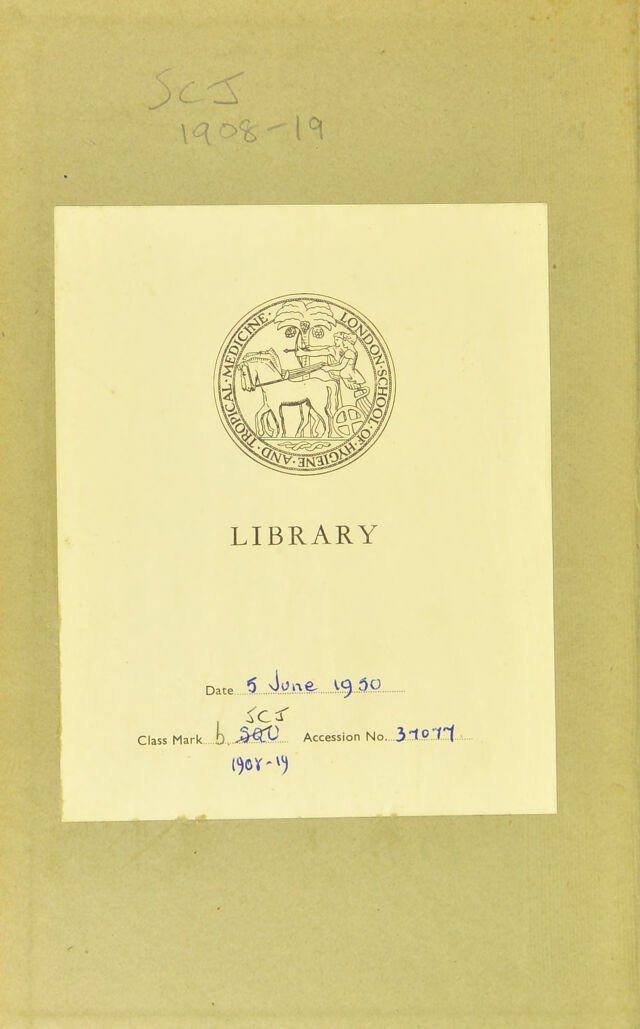 SCJ
1908-19
LONDON·SCHOOL·OF·HYGIENE·AND·TROPICAL·MEDICINE·
LIBRARY
Date 5 June 1950
SCJ
Class Mark b. SQU Accession No. 37077
1908-19